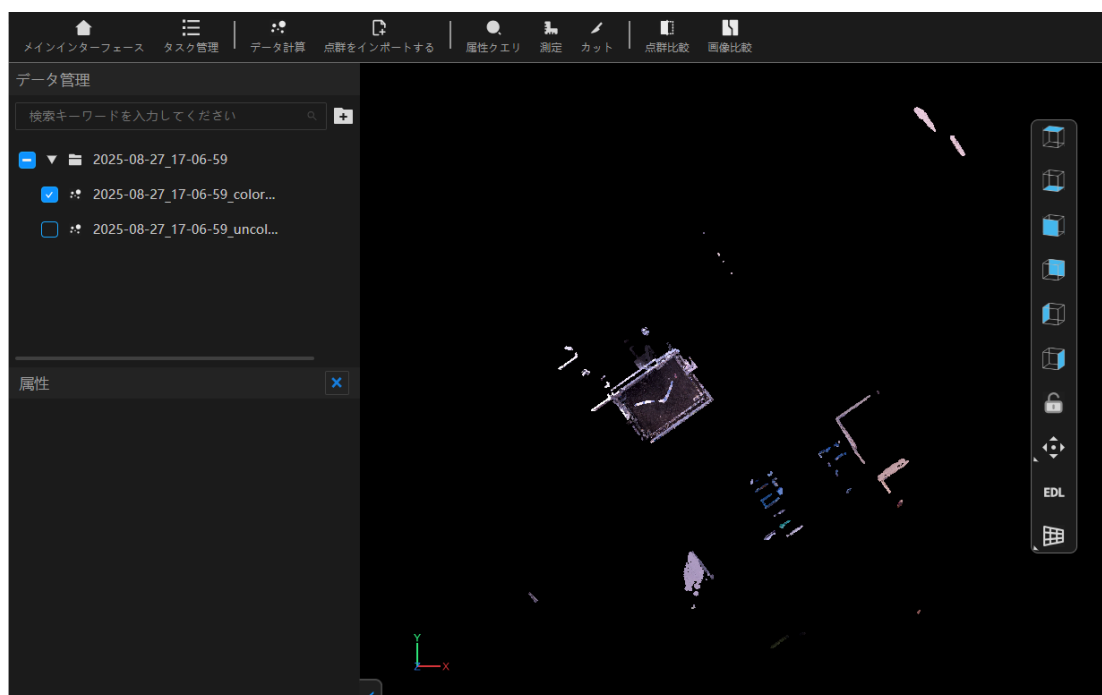 メインインターフェース タスク管理 データ計算 点群をインポートする 属性クエリ 測定 カット 点群比較 画像比較
データ管理
検索キーワードを入力してください
2025-08-27_17-06-59
2025-08-27_17-06-59_color...
2025-08-27_17-06-59_uncol...
属性
EDL
Y
Z X